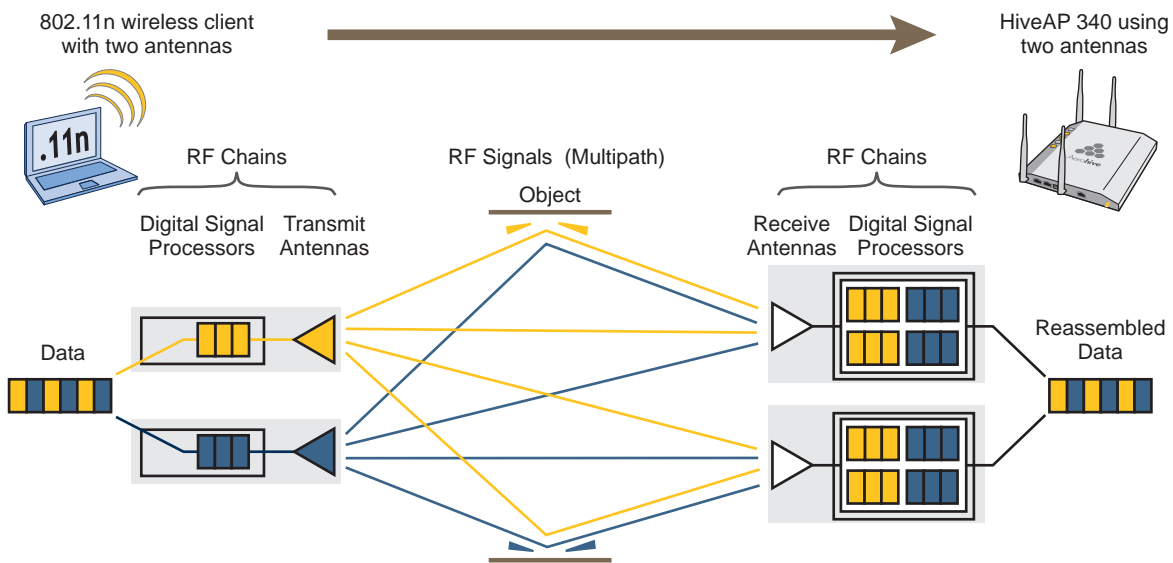 802.11n wireless client
with two antennas
HiveAP 340 using
two antennas
.11n
Aerohive
RF Chains
RF Signals (Multipath)
RF Chains
Object
Digital Signal
Processors
Transmit
Antennas
Receive
Antennas
Digital Signal
Processors
Data
Reassembled
Data